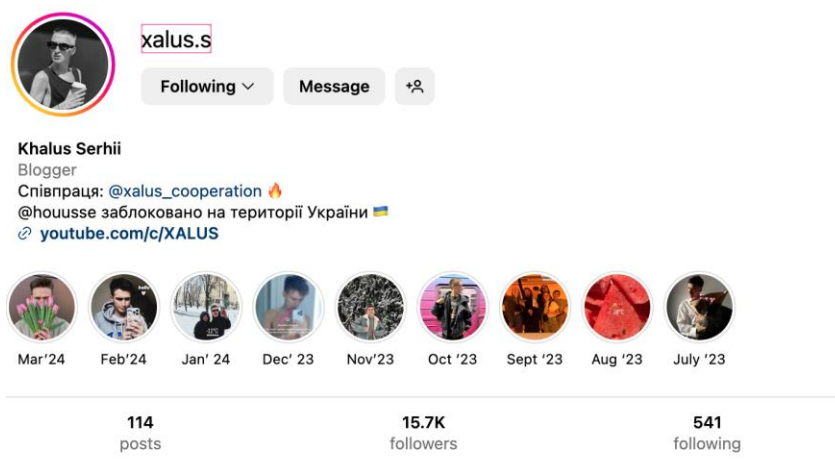 xalus.s
Following
Message
Khalus Serhii
Blogger
Співпраця: @xalus_cooperation 🔥
@houusse заблоковано на території України 🇺🇦
youtube.com/c/XALUS
Mar'24
Feb'24
Jan' 24
Dec' 23
Nov'23
Oct '23
Sept '23
Aug '23
July '23
114
posts
15.7K
followers
541
following